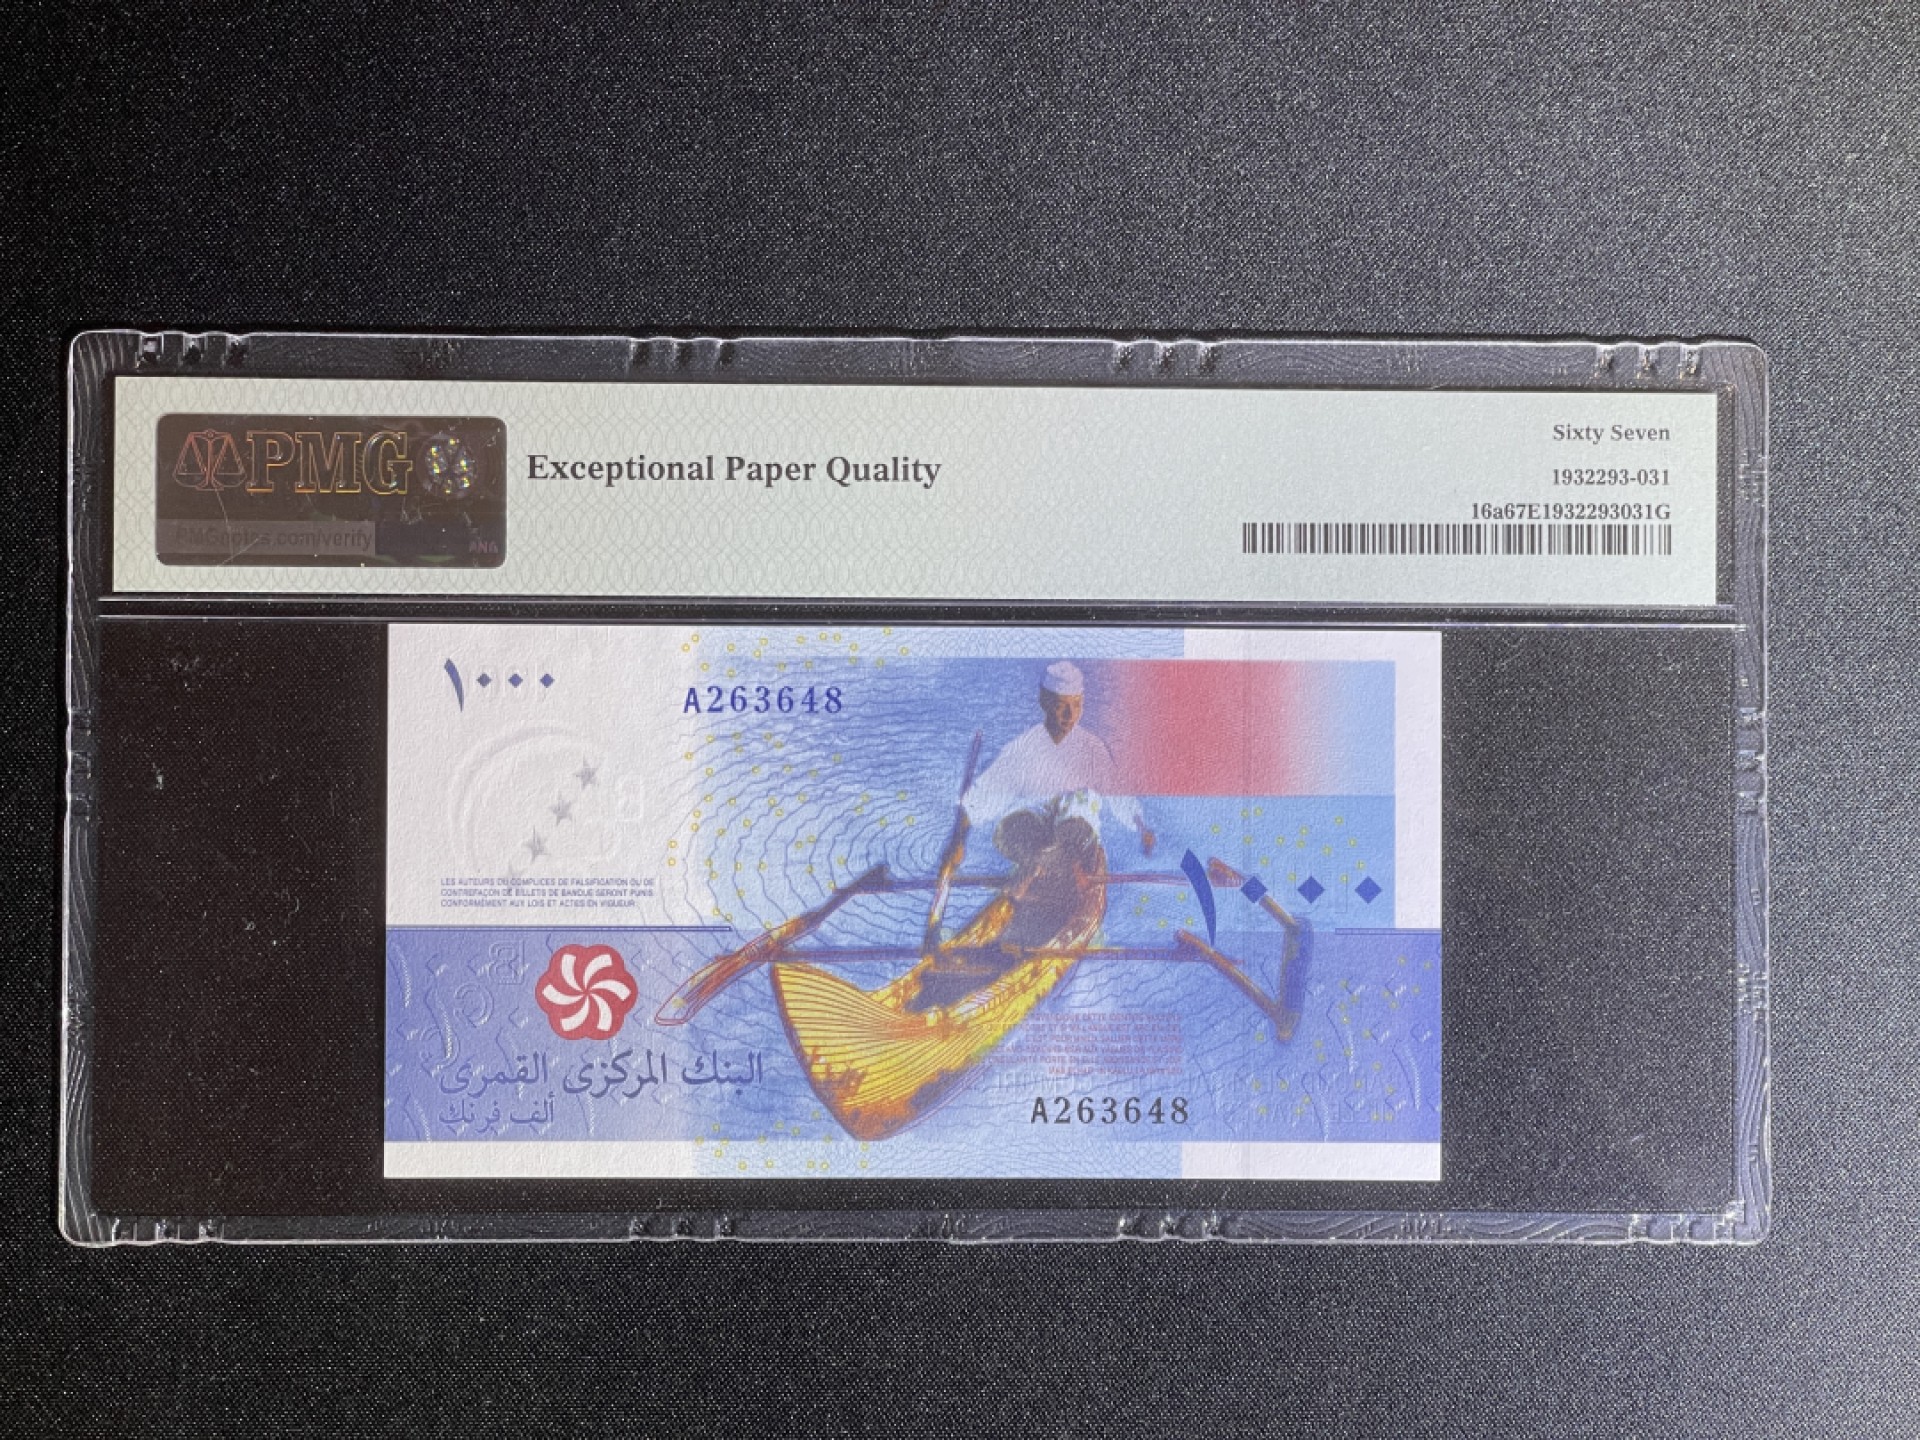 PMG
PMGnotes.com/verify
Exceptional Paper Quality
Sixty Seven
1932293-031
16a67E1932293031G
١٠٠٠
A263648
LES AUTEURS OU COMPLICES DE FALSIFICATION OU DE
CONTREFAÇON DE BILLETS DE BANQUE SERONT PUNIS
CONFORMÉMENT AUX LOIS ET ACTES EN VIGUEUR
١٠٠٠
البنك المركزى القمرى
ألف فرنك
A263648